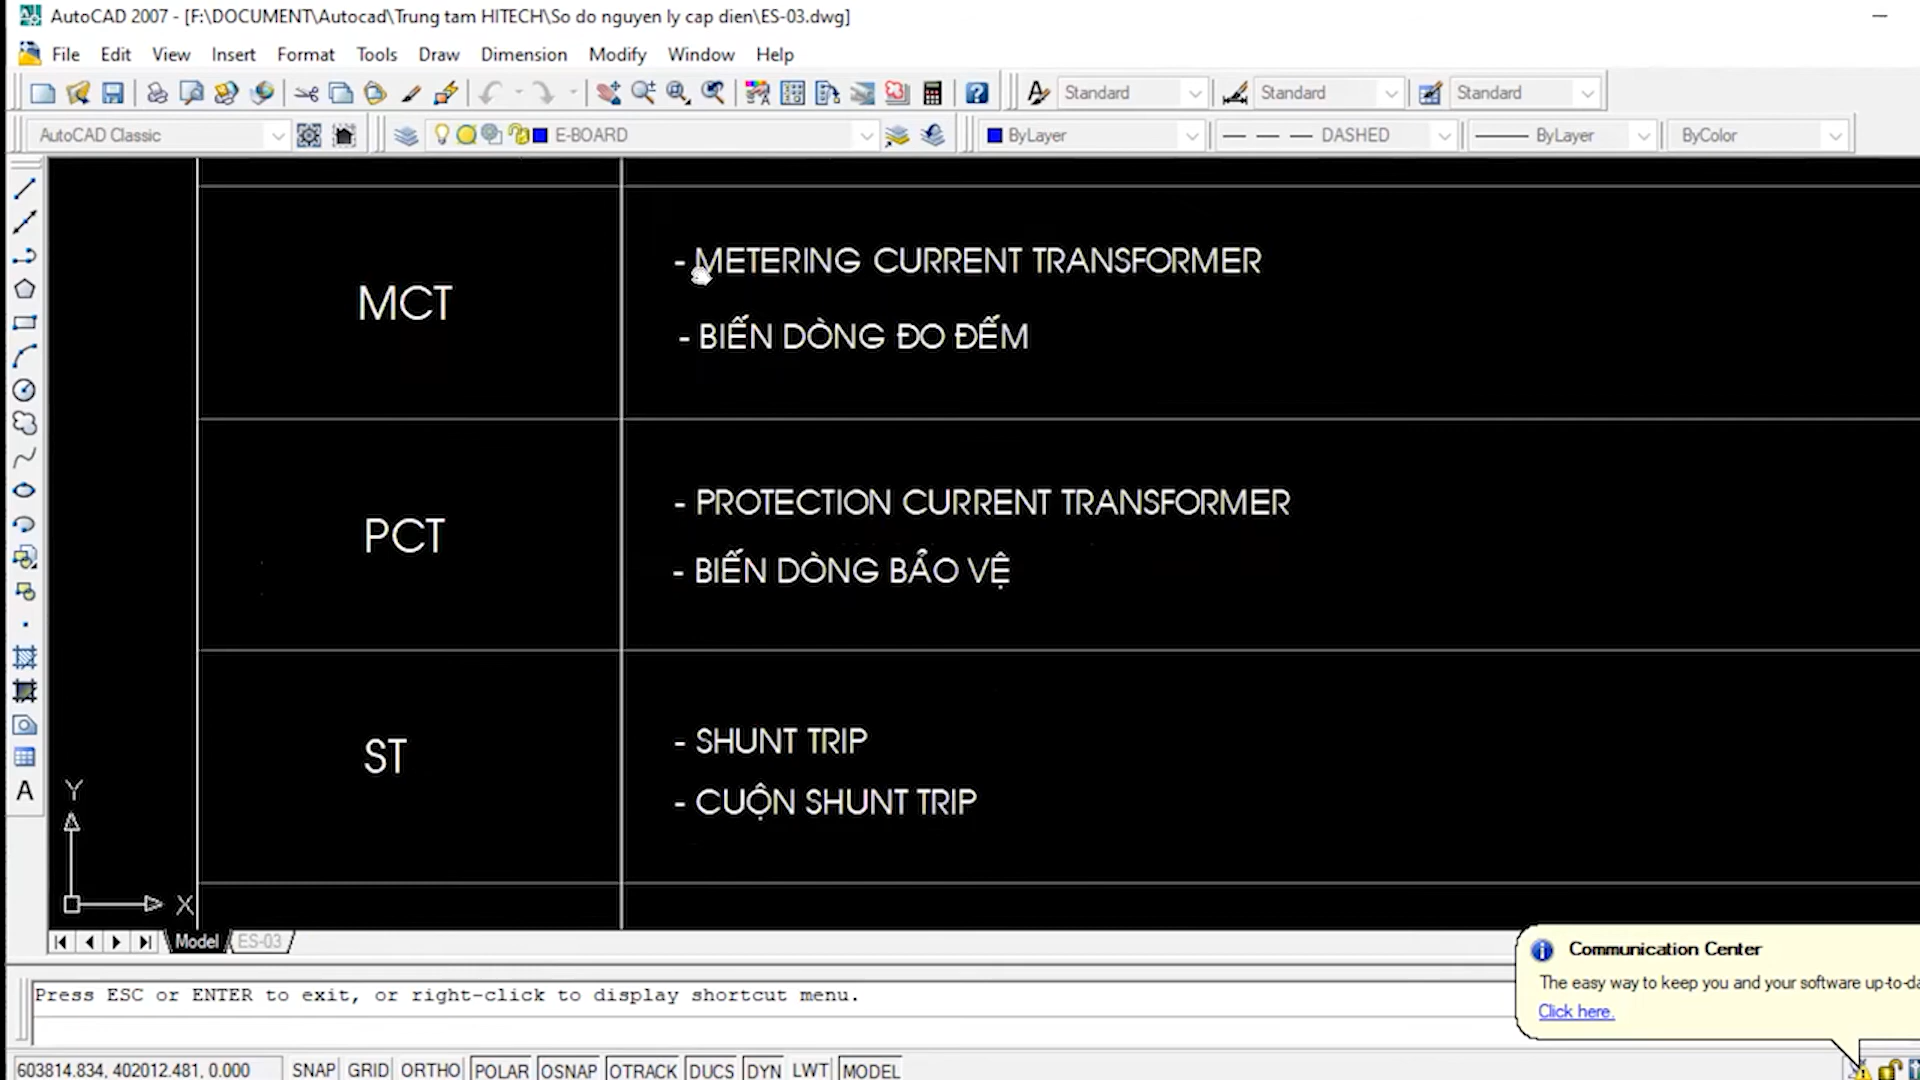 AutoCAD 2007 - [F:\DOCUMENT\Autocad\Trung tam HITECH\So do nguyen ly cap dien\ES-03.dwg]
File Edit View Insert Format Tools Draw Dimension Modify Window Help
Standard Standard Standard
AutoCAD Classic E-BOARD ByLayer DASHED ByLayer ByColor
- METERING CURRENT TRANSFORMER
MCT
- BIẾN DÒNG ĐO ĐẾM
- PROTECTION CURRENT TRANSFORMER
PCT
- BIẾN DÒNG BẢO VỆ
- SHUNT TRIP
ST
- CUỘN SHUNT TRIP
A
Y
X
Model ES-03
Communication Center
The easy way to keep you and your software
Click here.
Press ESC or ENTER to exit, or right-click to display shortcut menu.
603814.834, 402012.481, 0.000 SNAP GRID ORTHO POLAR OSNAP OTRACK DUCS DYN LWT MODEL